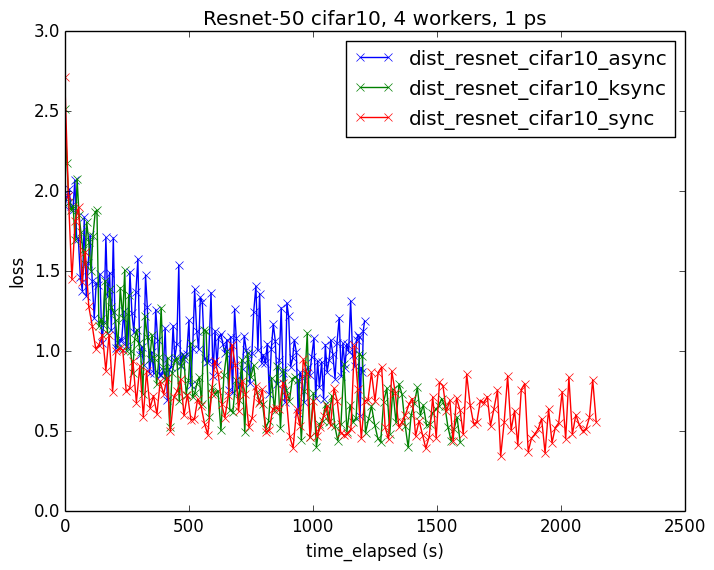 Resnet-50 cifar10, 4 workers, 1 ps
dist_resnet_cifar10_async
dist_resnet_cifar10_ksync
dist_resnet_cifar10_sync
3.0
2.5
2.0
1.5
1.0
0.5
0.0
loss
0 500 1000 1500 2000 2500
time_elapsed (s)